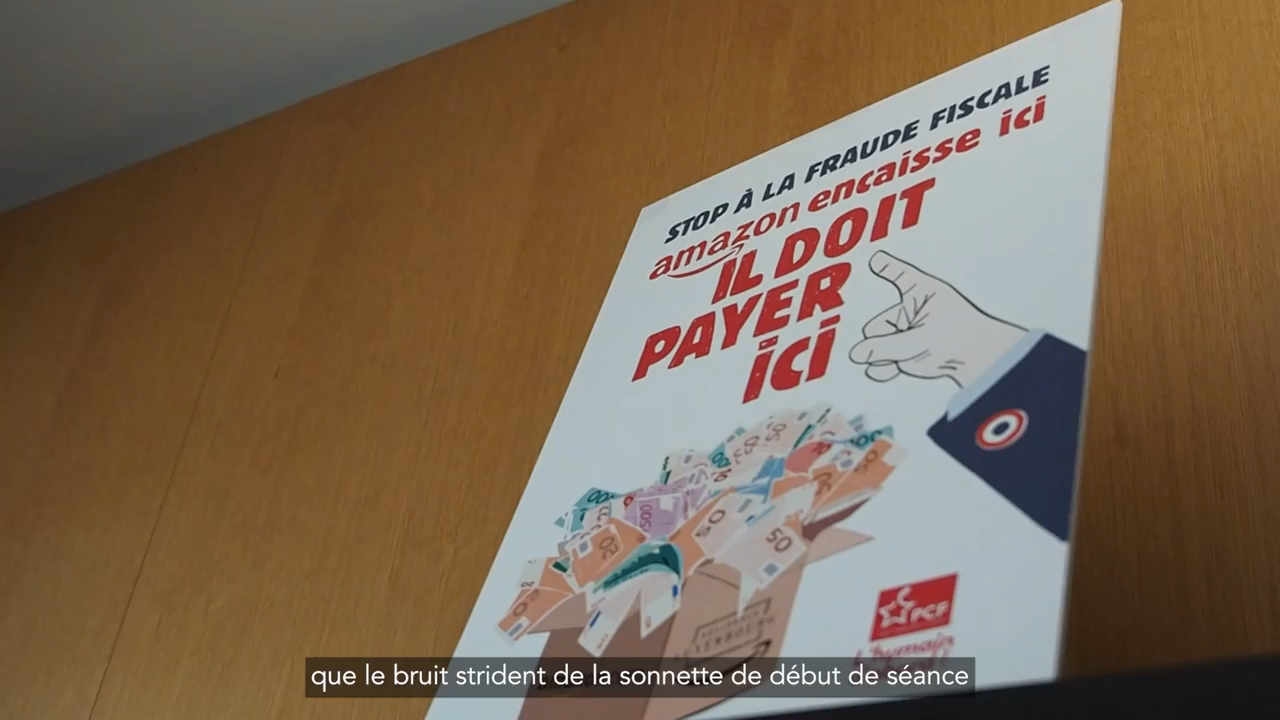 STOP À LA FRAUDE FISCALE
amazon encaisse ici
IL DOIT
PAYER
ici
PCF
L'humain
que le bruit strident de la sonnette de début de séance